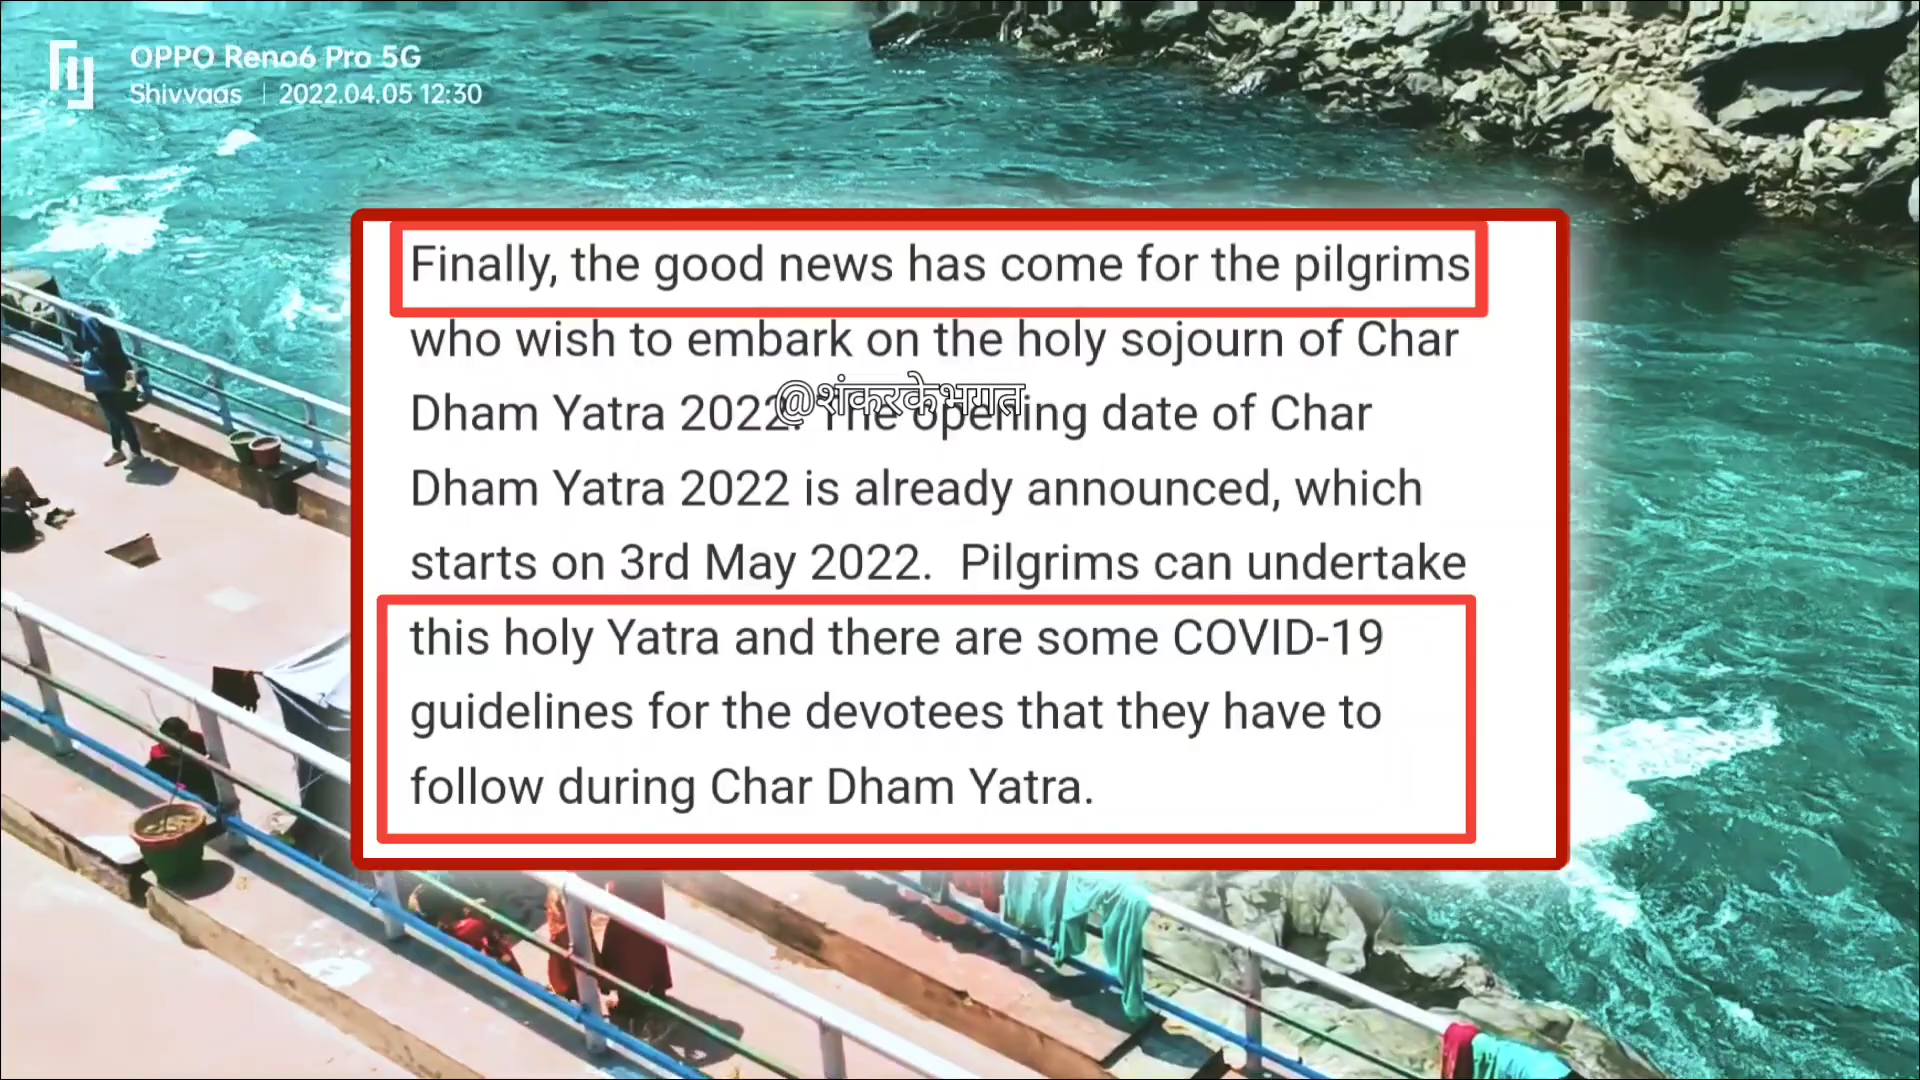 OPPO Reno6 Pro 5G
Shivvaas | 2022.04.05 12:30
Finally, the good news has come for the pilgrims
who wish to embark on the holy sojourn of Char
Dham Yatra 2022. The opening date of Char
@शंकरकेभगत
Dham Yatra 2022 is already announced, which
starts on 3rd May 2022. Pilgrims can undertake
this holy Yatra and there are some COVID-19
guidelines for the devotees that they have to
follow during Char Dham Yatra.